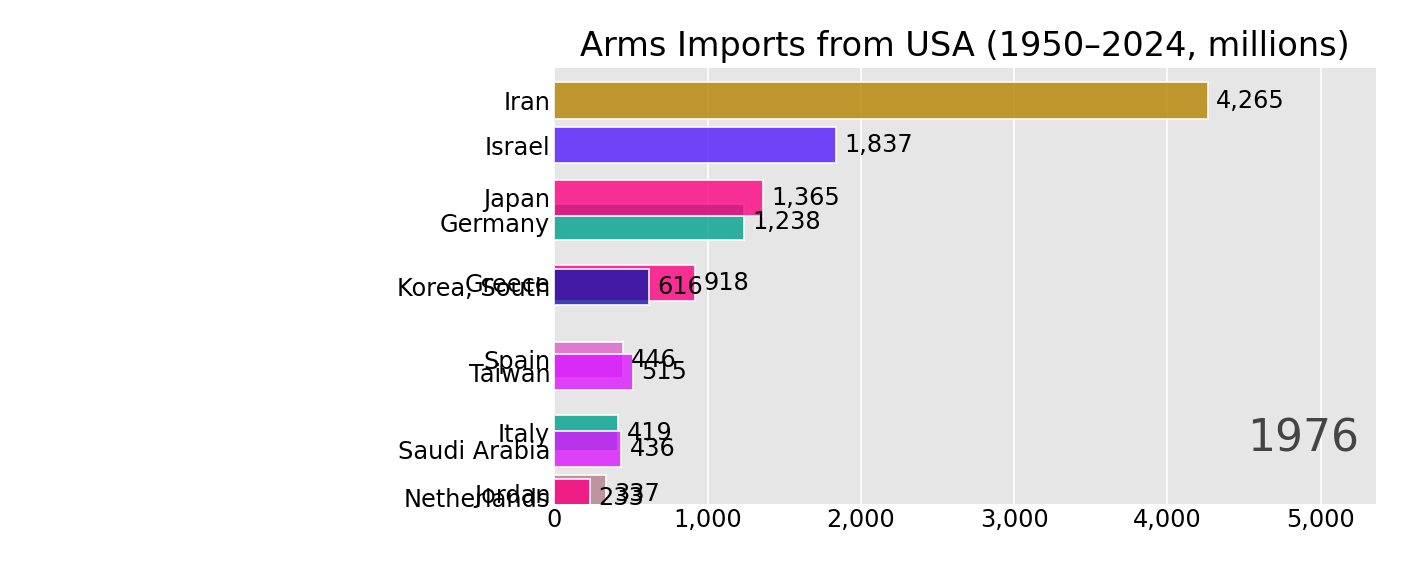 Arms Imports from USA (1950–2024, millions)
Iran 4,265
Israel 1,837
Japan 1,365
Germany 1,238
Greece 918
Korea, South 616
Spain 446
Taiwan 515
Italy 419
Saudi Arabia 436
Jordan 337
Netherlands 233
1976
0 1,000 2,000 3,000 4,000 5,000